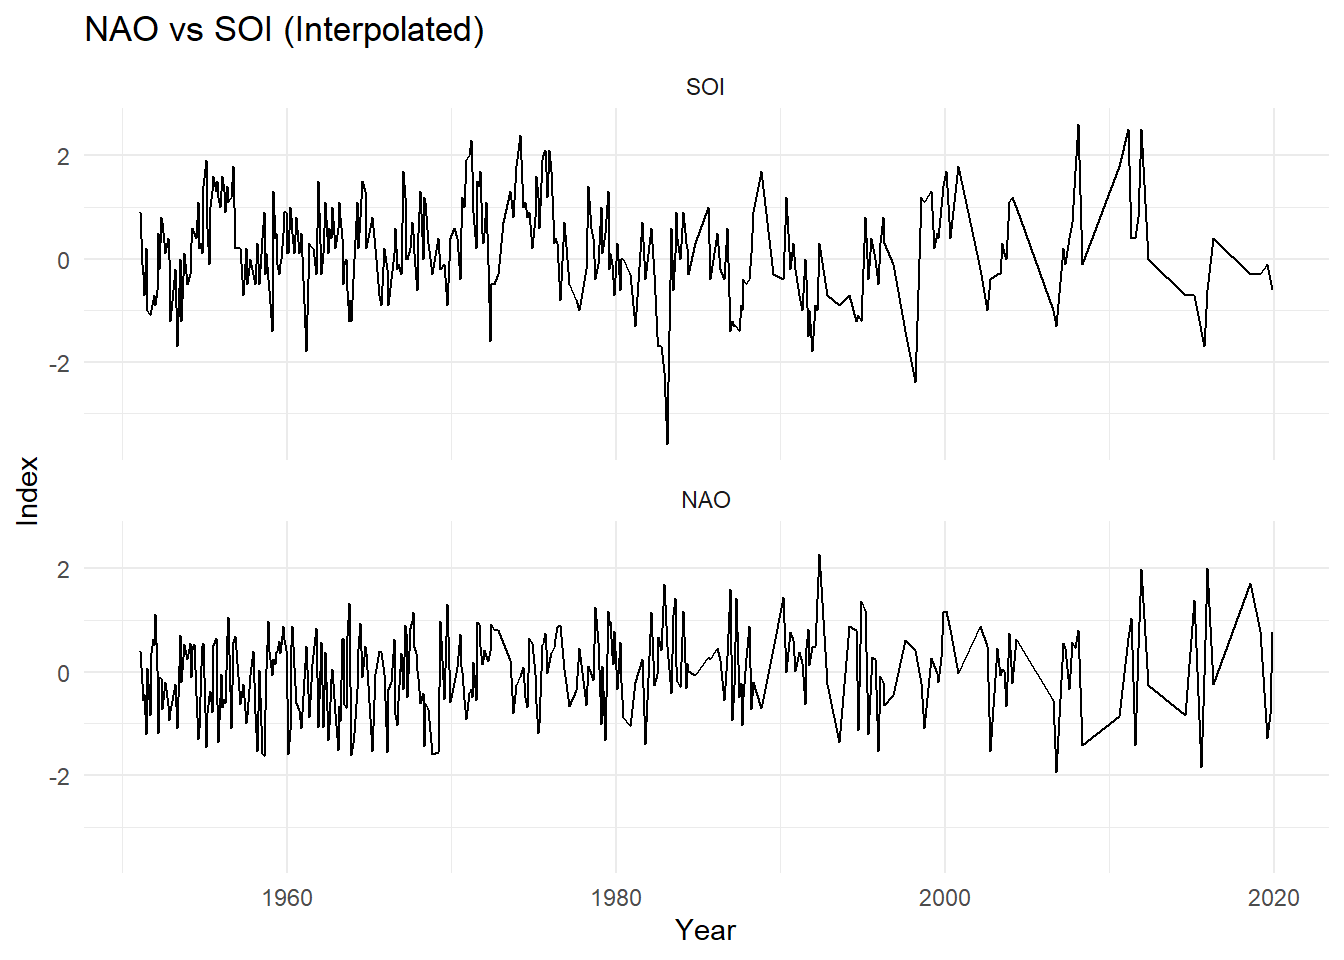 NAO vs SOI (Interpolated)
SOI
2
0
-2
Index
NAO
2
0
-2
1960 1980 2000 2020
Year